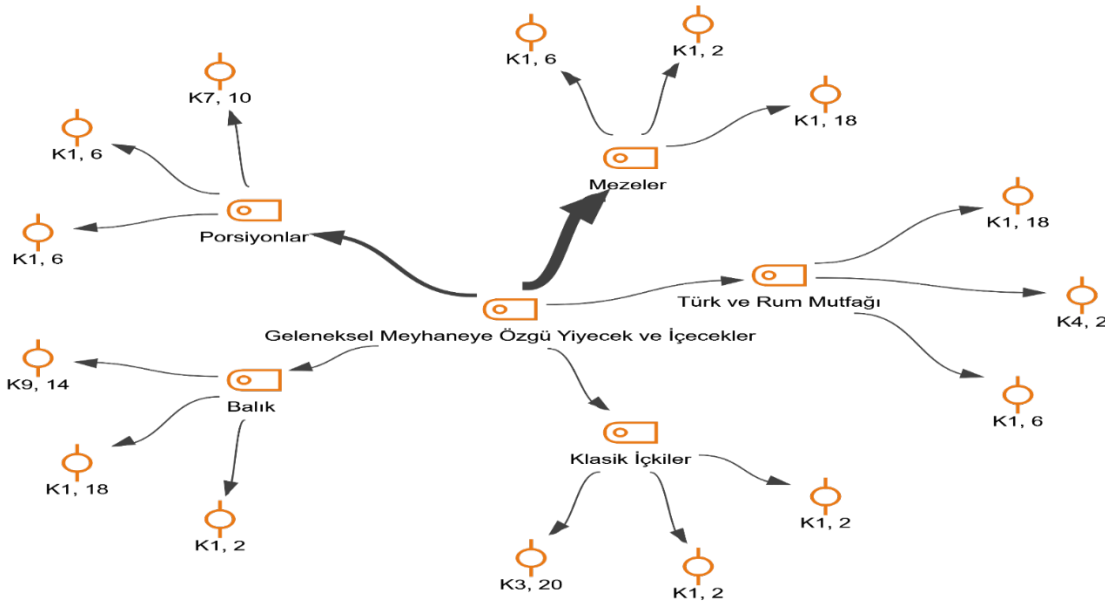 K1, 6
K1, 2
K7, 10
K1, 18
K1, 6
Mezeler
K1, 18
K1, 6
Porsiyonlar
Türk ve Rum Mutfağı
K4, 2
Geleneksel Meyhaneye Özgü Yiyecek ve İçecekler
K9, 14
Balık
K1, 6
Klasik İçkiler
K1, 18
K1, 2
K1, 2
K3, 20
K1, 2